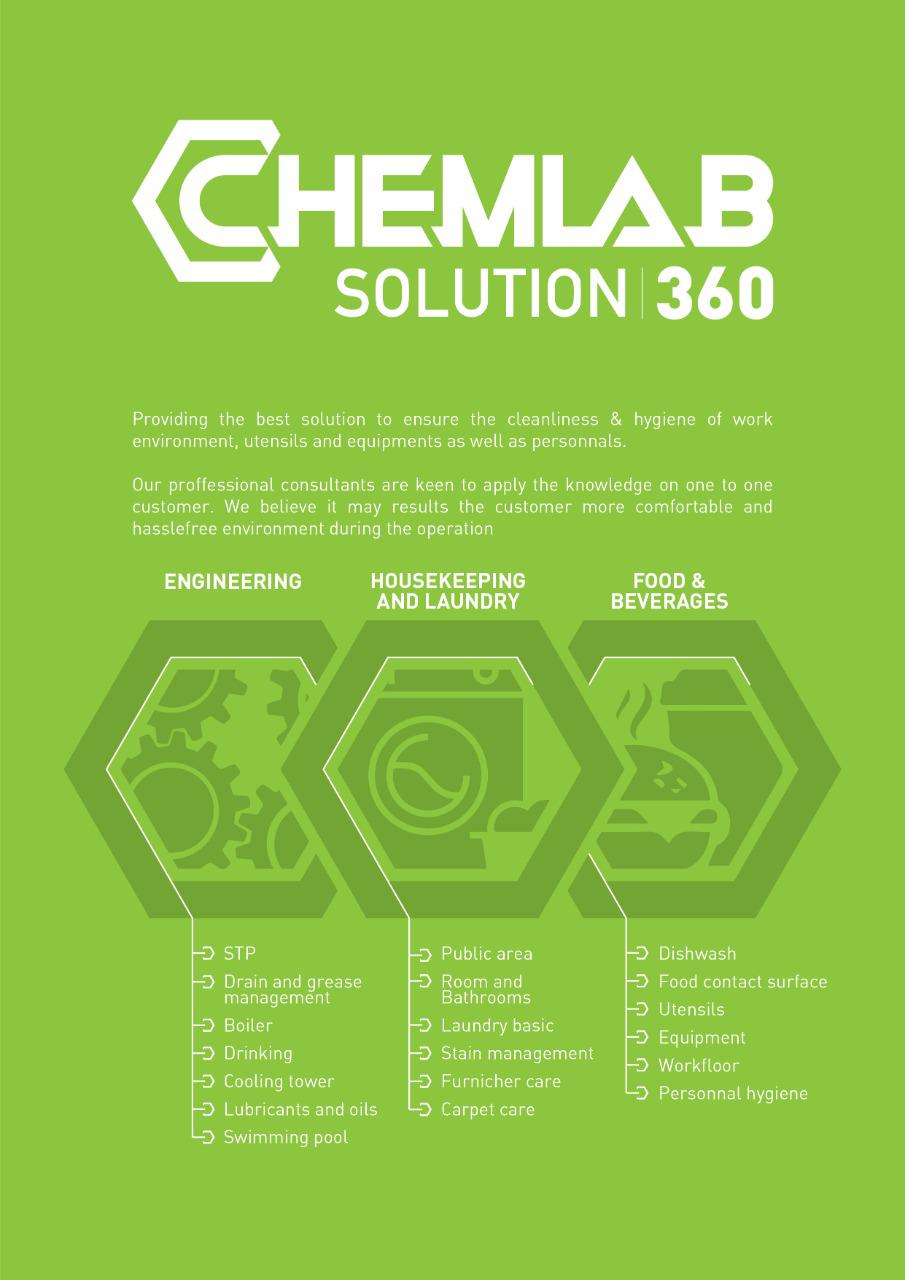 CHEMLAB
SOLUTION | 360
Providing the best solution to ensure the cleanliness & hygiene of work
environment, utensils and equipments as well as personnals.
Our proffessional consultants are keen to apply the knowledge on one to one
customer. We believe it may results the customer more comfortable and
hasslefree environment during the operation
ENGINEERING
STP
Drain and grease
management
Boiler
Drinking
Cooling tower
Lubricants and oils
Swimming pool
HOUSEKEEPING
AND LAUNDRY
Public area
Room and
Bathrooms
Laundry basic
Stain management
Furnicher care
Carpet care
FOOD &
BEVERAGES
Dishwash
Food contact surface
Utensils
Equipment
Workfloor
Personnal hygiene